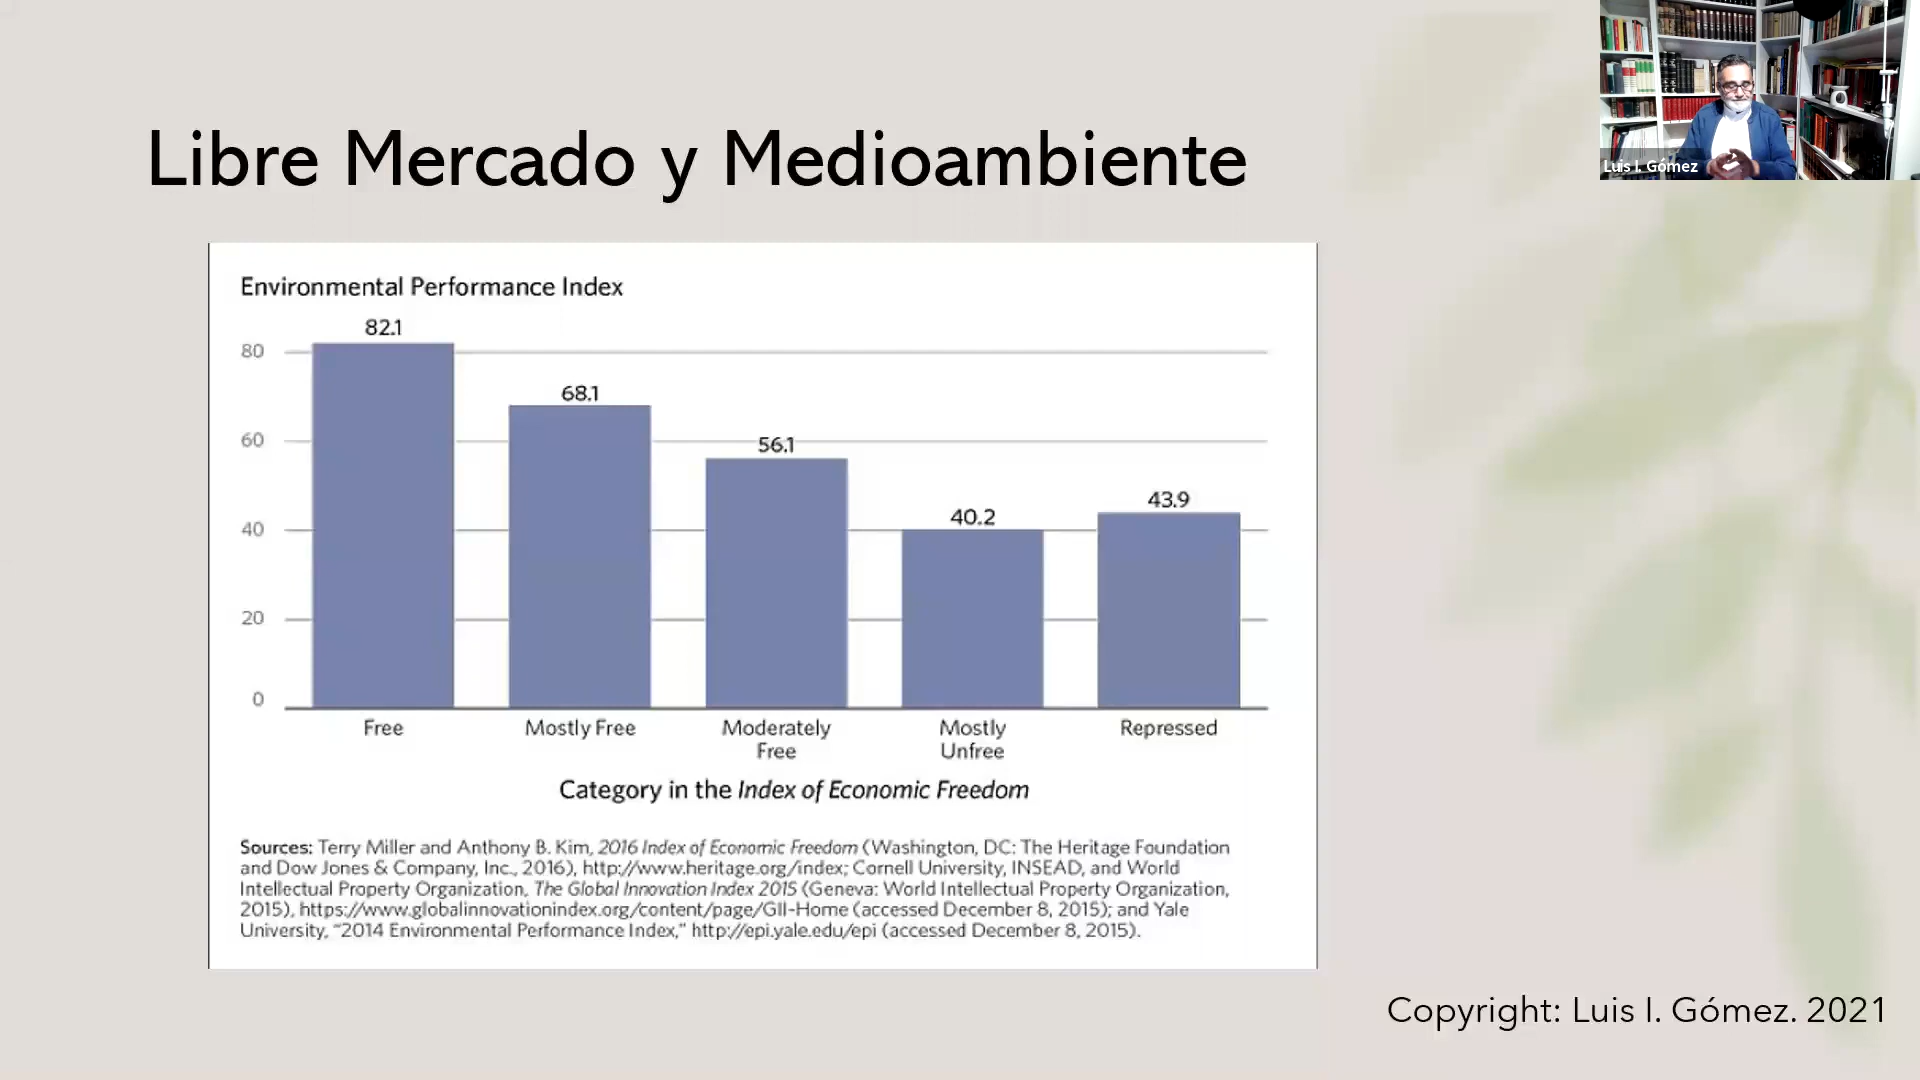 Luis I. Gómez
Libre Mercado y Medioambiente
Environmental Performance Index
82.1
80
68.1
60
56.1
40
40.2
43.9
20
0
Free
Mostly Free
Moderately
Free
Mostly
Unfree
Repressed
Category in the Index of Economic Freedom
Sources: Terry Miller and Anthony B. Kim, 2016 Index of Economic Freedom (Washington, DC: The Heritage Foundation
and Dow Jones & Company, Inc., 2016), http://www.heritage.org/index; Cornell University, INSEAD, and World
Intellectual Property Organization, The Global Innovation Index 2015 (Geneva: World Intellectual Property Organization,
2015), https://www.globalinnovationindex.org/content/page/GII-Home (accessed December 8, 2015); and Yale
University, "2014 Environmental Performance Index," http://epi.yale.edu/epi (accessed December 8, 2015).
Copyright: Luis I. Gómez. 2021